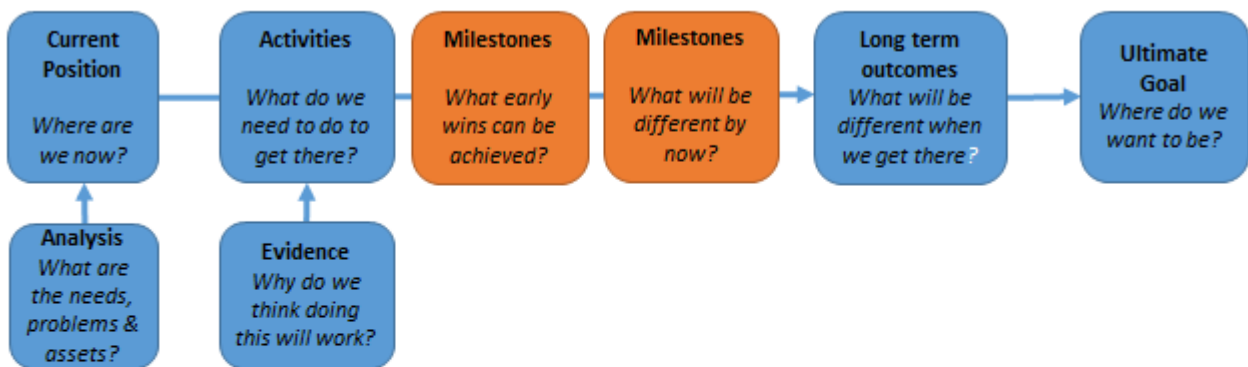 Current
Position
Where are
we now?
Activities
What do we
need to do to
get there?
Milestones
What early
wins can be
achieved?
Milestones
What will be
different by
now?
Long term
outcomes
What will be
different when
we get there?
Ultimate
Goal
Where do we
want to be?
Analysis
What are
the needs,
problems &
assets?
Evidence
Why do we
think doing
this will work?